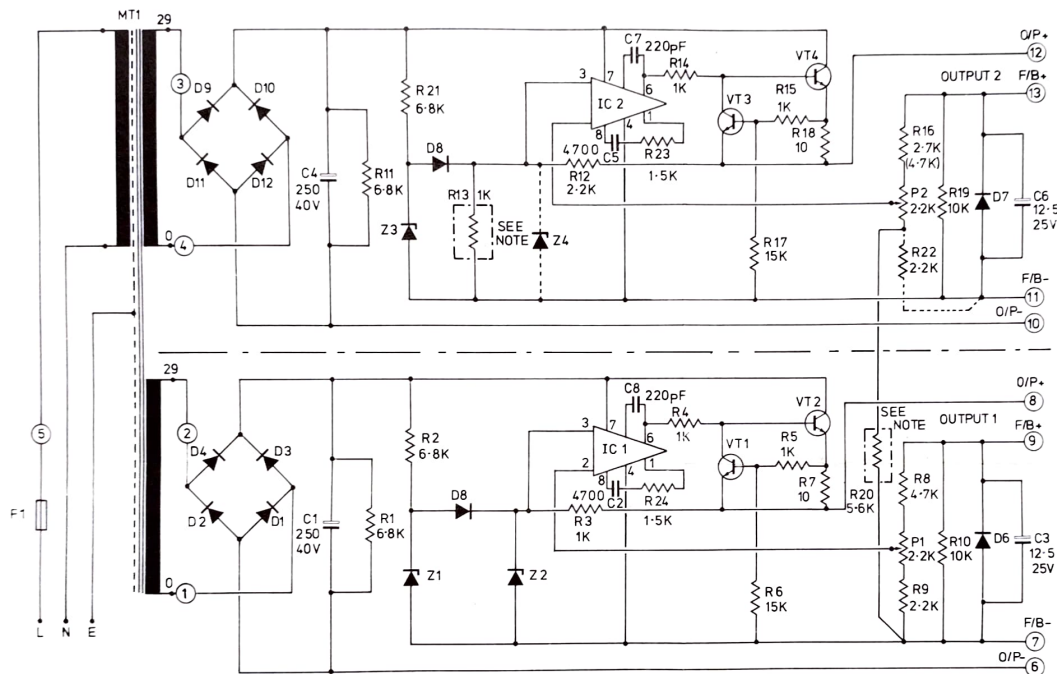 MT1
29
3
D9
D10
D11
D12
0
4
C4
250
40V
R11
6·8K
R21
6·8K
D8
Z3
R13
1K
SEE
NOTE
Z4
C7
220pF
3
7
IC 2
6
1
8
4
4700
C5
R23
1·5K
R12
2·2K
R14
1K
VT3
VT4
R15
1K
R18
10
R17
15K
O/P+
12
F/B+
13
OUTPUT 2
R16
2·7K
(4·7K)
P2
2·2K
R22
2·2K
R19
10K
D7
C6
12·5
25V
F/B-
11
O/P-
10
29
2
D4
D3
D2
D1
0
1
C1
250
40V
R1
6·8K
R2
6·8K
D8
Z1
Z2
C8
220pF
3
2
7
IC 1
6
1
8
4
4700
C2
R24
1·5K
R3
1K
R4
1K
VT1
VT2
R5
1K
R7
10
R6
15K
O/P+
8
F/B+
9
SEE
NOTE
OUTPUT 1
R20
5·6K
R8
4·7K
P1
2·2K
R9
2·2K
R10
10K
D6
C3
12·5
25V
F/B-
7
O/P-
6
5
F1
L N E